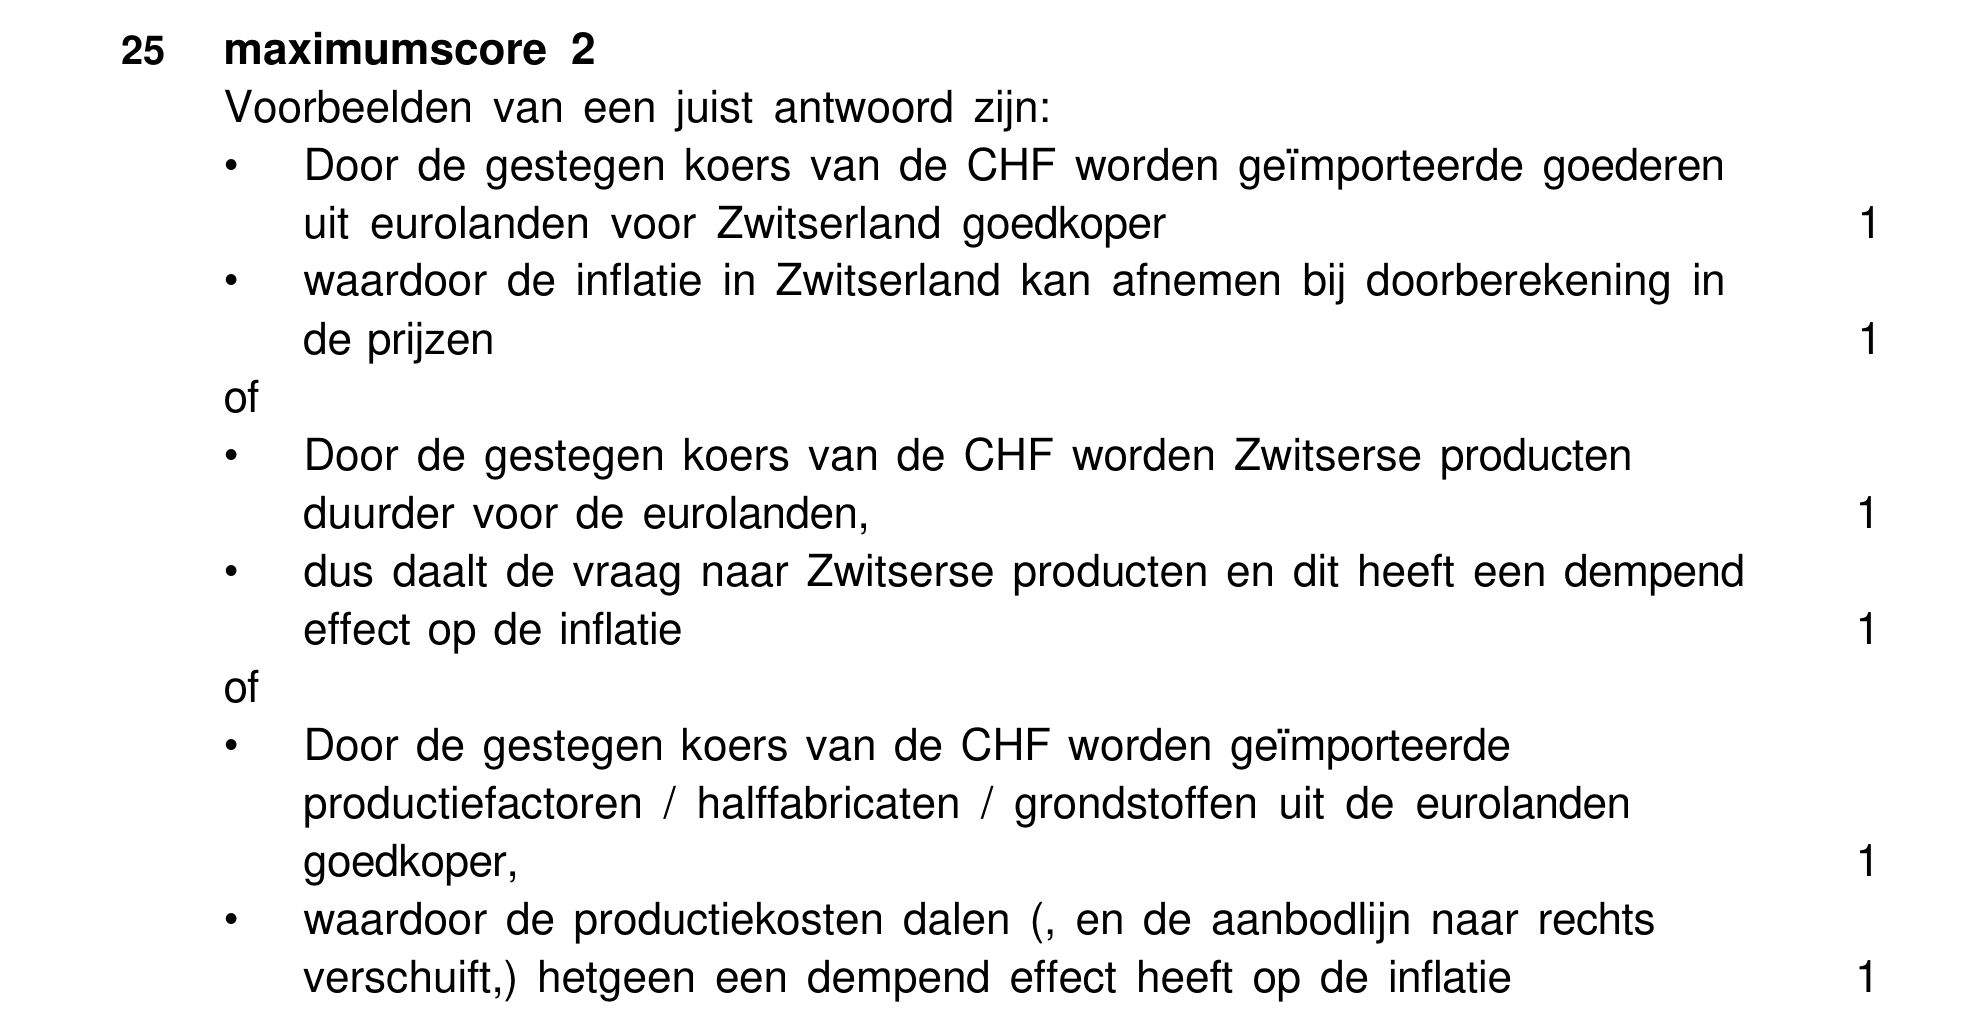 25 maximumscore 2
Voorbeelden van een juist antwoord zijn:
• Door de gestegen koers van de CHF worden geïmporteerde goederen
uit eurolanden voor Zwitserland goedkoper 1
• waardoor de inflatie in Zwitserland kan afnemen bij doorberekening in
de prijzen 1
of
• Door de gestegen koers van de CHF worden Zwitserse producten
duurder voor de eurolanden, 1
• dus daalt de vraag naar Zwitserse producten en dit heeft een dempend
effect op de inflatie 1
of
• Door de gestegen koers van de CHF worden geïmporteerde
productiefactoren / halffabricaten / grondstoffen uit de eurolanden
goedkoper, 1
• waardoor de productiekosten dalen (, en de aanbodlijn naar rechts
verschuift,) hetgeen een dempend effect heeft op de inflatie 1